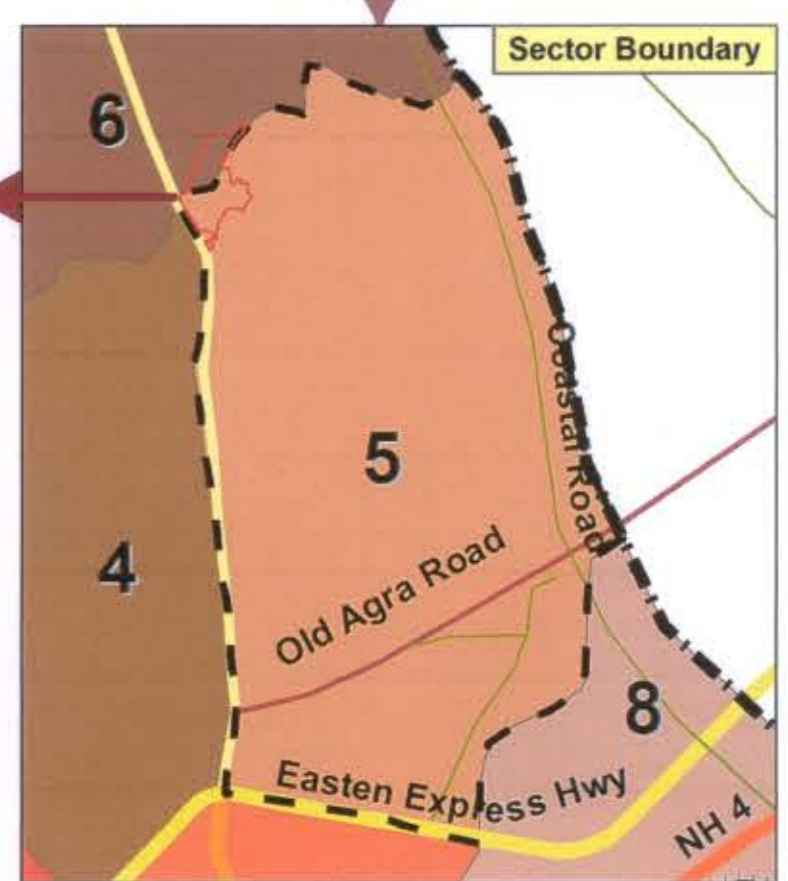 Sector Boundary
6
5
Coastal Road
4
Old Agra Road
8
Easten Express Hwy
NH 4